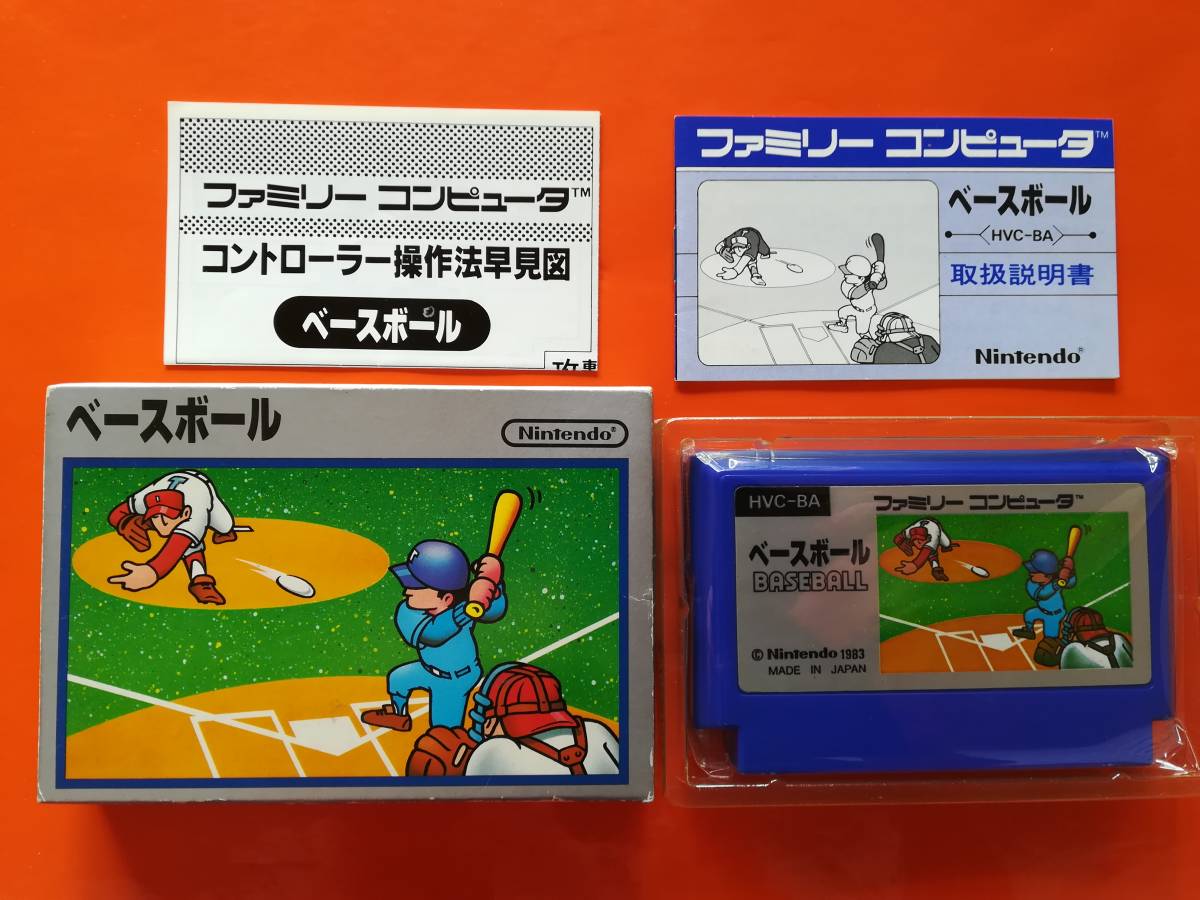 ファミリー コンピュータ™
コントローラー操作法早見図
ベースボール
攻
ファミリー コンピュータ™
ベースボール
HVC-BA
取扱説明書
Nintendo®
ベースボール
Nintendo®
T
T
HVC-BA
ファミリー コンピュータ™
ベースボール
BASEBALL
Nintendo 1983
MADE IN JAPAN